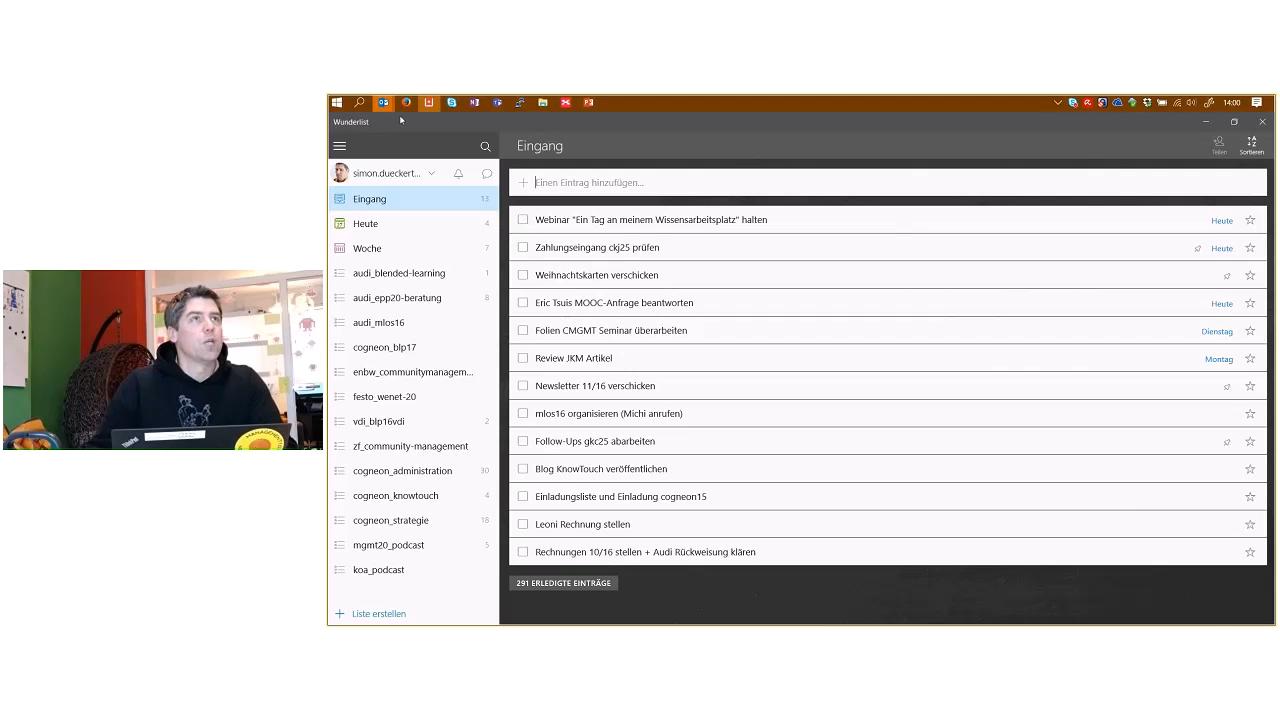 14:00
Wunderlist
Eingang
Teilen
Sortieren
simon.dueckert...
Einen Eintrag hinzufügen...
Eingang 13
Heute 4
Woche 7
audi_blended-learning 1
audi_epp20-beratung 8
audi_mlos16
cogneon_blp17
enbw_communitymanagem...
festo_wenet-20
vdi_blp16vdi 2
zf_community-management
cogneon_administration 30
cogneon_knowtouch 4
cogneon_strategie 18
mgmt20_podcast 5
koa_podcast
Liste erstellen
Webinar "Ein Tag an meinem Wissensarbeitsplatz" halten Heute
Zahlungseingang ckj25 prüfen Heute
Weihnachtskarten verschicken
Eric Tsuis MOOC-Anfrage beantworten Heute
Folien CMGMT Seminar überarbeiten Dienstag
Review JKM Artikel Montag
Newsletter 11/16 verschicken
mlos16 organisieren (Michi anrufen)
Follow-Ups gkc25 abarbeiten
Blog KnowTouch veröffentlichen
Einladungsliste und Einladung cogneon15
Leoni Rechnung stellen
Rechnungen 10/16 stellen + Audi Rückweisung klären
291 ERLEDIGTE EINTRÄGE